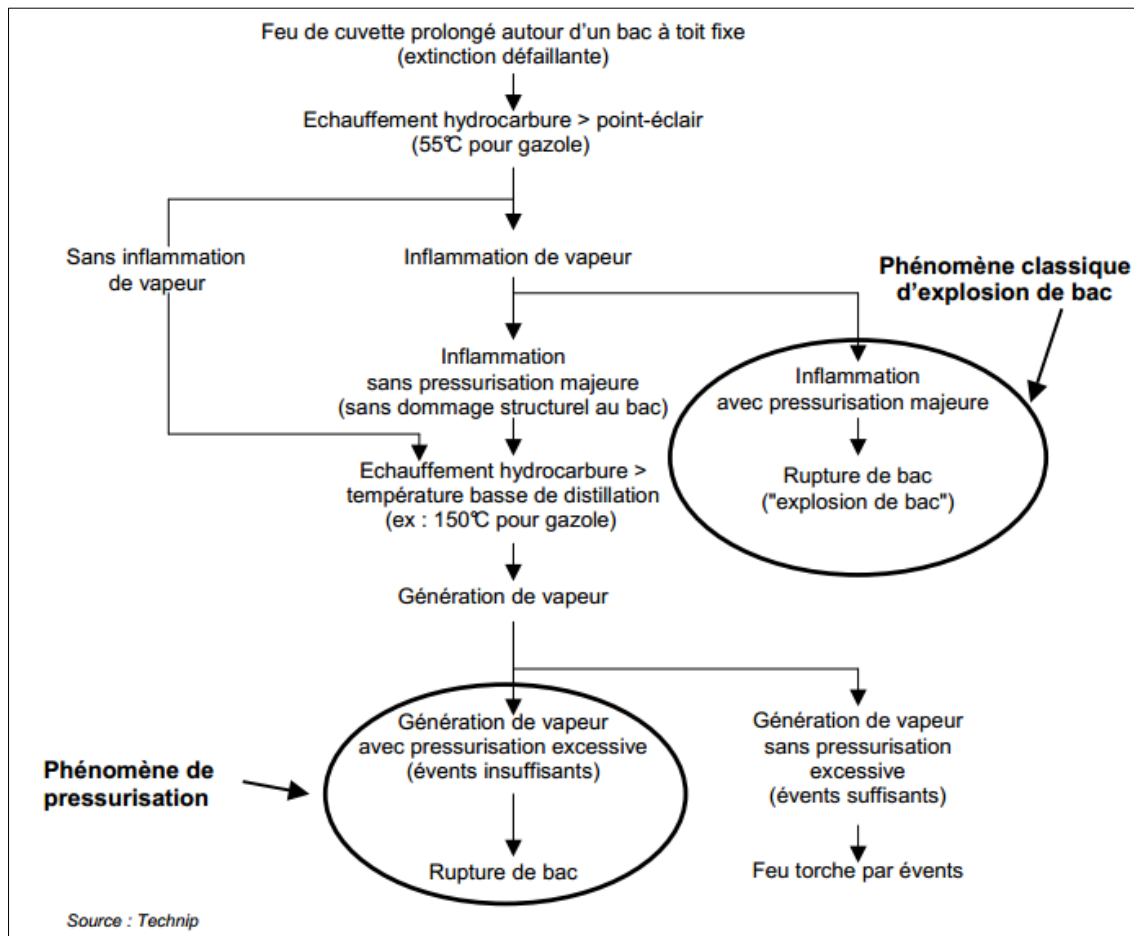 Feu de cuvette prolongé autour d'un bac à toit fixe
(extinction défaillante)
Echauffement hydrocarbure > point-éclair
(55°C pour gazole)
Sans inflammation
de vapeur
Inflammation de vapeur
Phénomène classique
d'explosion de bac
Inflammation
sans pressurisation majeure
(sans dommage structurel au bac)
Inflammation
avec pressurisation majeure
Rupture de bac
("explosion de bac")
Echauffement hydrocarbure >
température basse de distillation
(ex : 150°C pour gazole)
Génération de vapeur
Génération de vapeur
avec pressurisation excessive
(évents insuffisants)
Génération de vapeur
sans pressurisation
excessive
(évents suffisants)
Phénomène de
pressurisation
Rupture de bac
Feu torche par évents
Source : Technip